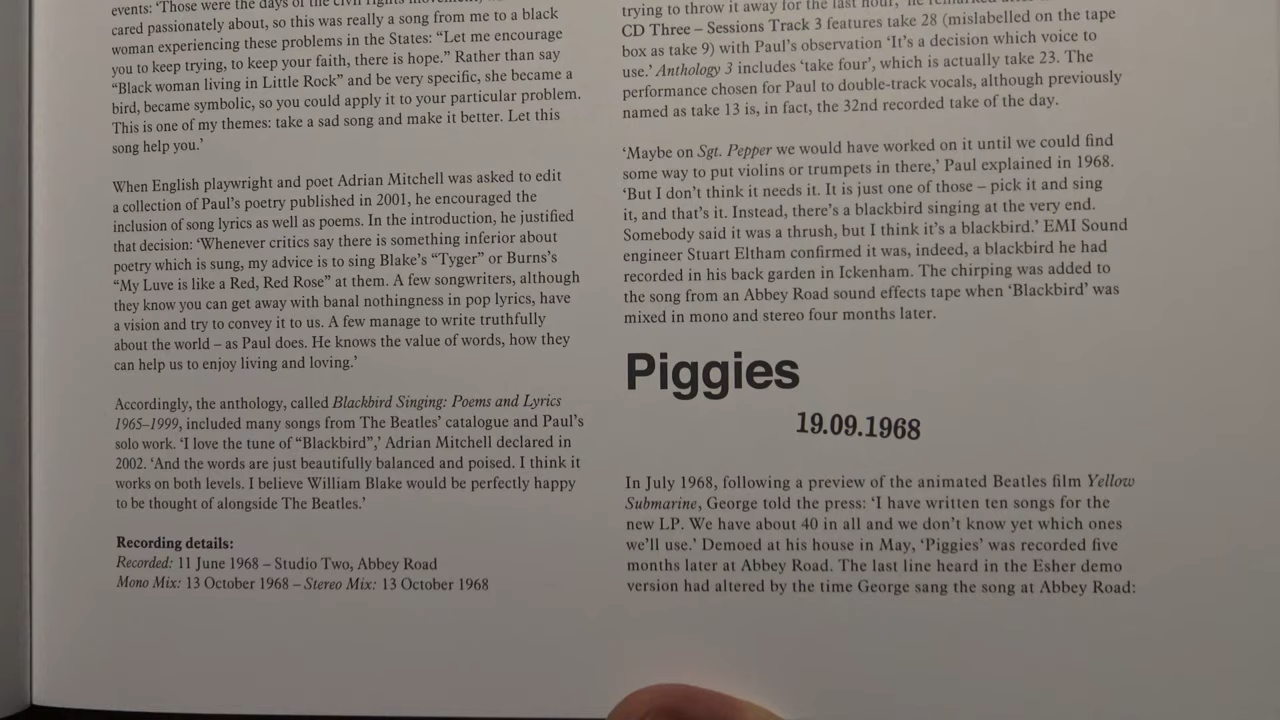 events: ‘Those were the days of the civil rights
cared passionately about, so this was really a song from me to a black
woman experiencing these problems in the States: “Let me encourage
you to keep trying, to keep your faith, there is hope.” Rather than say
“Black woman living in Little Rock” and be very specific, she became a
bird, became symbolic, so you could apply it to your particular problem.
This is one of my themes: take a sad song and make it better. Let this
song help you.’
When English playwright and poet Adrian Mitchell was asked to edit
a collection of Paul’s poetry published in 2001, he encouraged the
inclusion of song lyrics as well as poems. In the introduction, he justified
that decision: ‘Whenever critics say there is something inferior about
poetry which is sung, my advice is to sing Blake’s “Tyger” or Burns’s
“My Luve is like a Red, Red Rose” at them. A few songwriters, although
they know you can get away with banal nothingness in pop lyrics, have
a vision and try to convey it to us. A few manage to write truthfully
about the world – as Paul does. He knows the value of words, how they
can help us to enjoy living and loving.’
Accordingly, the anthology, called Blackbird Singing: Poems and Lyrics
1965–1999, included many songs from The Beatles’ catalogue and Paul’s
solo work. ‘I love the tune of “Blackbird”,’ Adrian Mitchell declared in
2002. ‘And the words are just beautifully balanced and poised. I think it
works on both levels. I believe William Blake would be perfectly happy
to be thought of alongside The Beatles.’
Recording details:
Recorded: 11 June 1968 – Studio Two, Abbey Road
Mono Mix: 13 October 1968 – Stereo Mix: 13 October 1968
trying to throw it away for the last hour,’ he remarked
CD Three – Sessions Track 3 features take 28 (mislabelled on the tape
box as take 9) with Paul’s observation ‘It’s a decision which voice to
use.’ Anthology 3 includes ‘take four’, which is actually take 23. The
performance chosen for Paul to double-track vocals, although previously
named as take 13 is, in fact, the 32nd recorded take of the day.
‘Maybe on Sgt. Pepper we would have worked on it until we could find
some way to put violins or trumpets in there,’ Paul explained in 1968.
‘But I don’t think it needs it. It is just one of those – pick it and sing
it, and that’s it. Instead, there’s a blackbird singing at the very end.
Somebody said it was a thrush, but I think it’s a blackbird.’ EMI Sound
engineer Stuart Eltham confirmed it was, indeed, a blackbird he had
recorded in his back garden in Ickenham. The chirping was added to
the song from an Abbey Road sound effects tape when ‘Blackbird’ was
mixed in mono and stereo four months later.
Piggies
19.09.1968
In July 1968, following a preview of the animated Beatles film Yellow
Submarine, George told the press: ‘I have written ten songs for the
new LP. We have about 40 in all and we don’t know yet which ones
we’ll use.’ Demoed at his house in May, ‘Piggies’ was recorded five
months later at Abbey Road. The last line heard in the Esher demo
version had altered by the time George sang the song at Abbey Road: